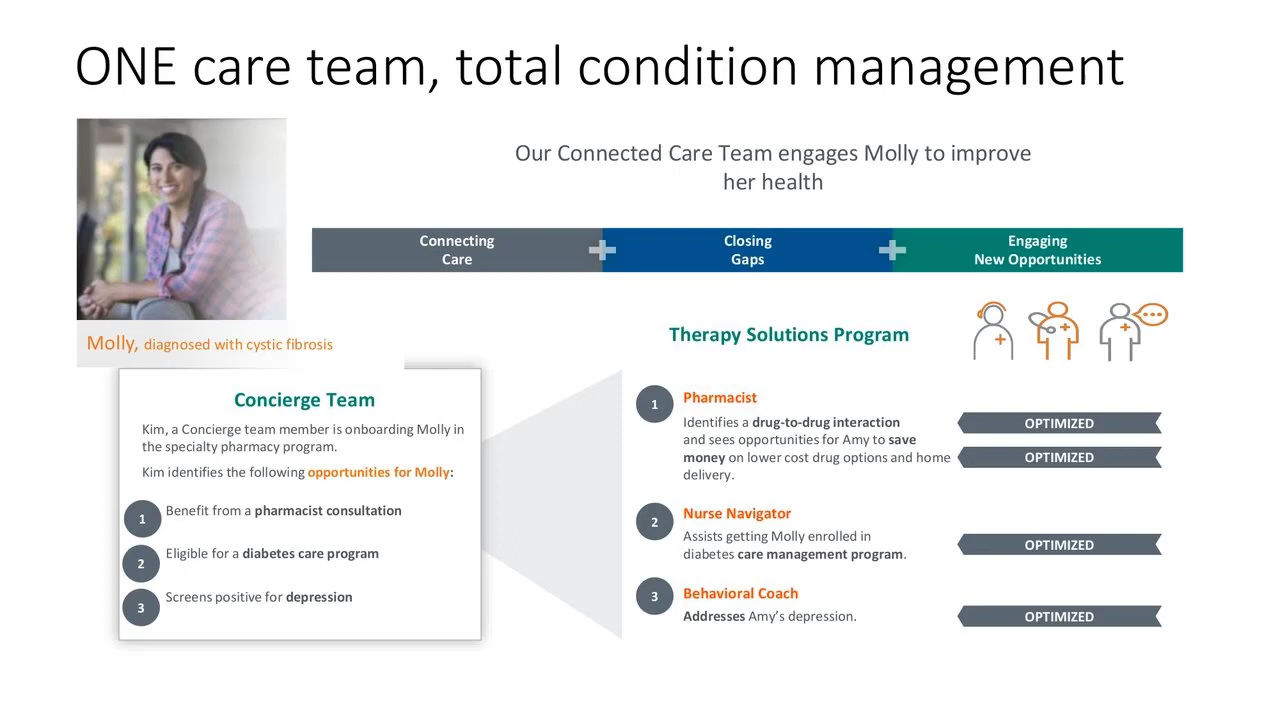 ONE care team, total condition management
Our Connected Care Team engages Molly to improve
her health
Connecting
Care
Closing
Gaps
Engaging
New Opportunities
Molly, diagnosed with cystic fibrosis
Concierge Team
Kim, a Concierge team member is onboarding Molly in
the specialty pharmacy program.
Kim identifies the following opportunities for Molly:
1
Benefit from a pharmacist consultation
2
Eligible for a diabetes care program
3
Screens positive for depression
Therapy Solutions Program
1
Pharmacist
Identifies a drug-to-drug interaction
and sees opportunities for Amy to save
money on lower cost drug options and home
delivery.
OPTIMIZED
OPTIMIZED
2
Nurse Navigator
Assists getting Molly enrolled in
diabetes care management program.
OPTIMIZED
3
Behavioral Coach
Addresses Amy’s depression.
OPTIMIZED